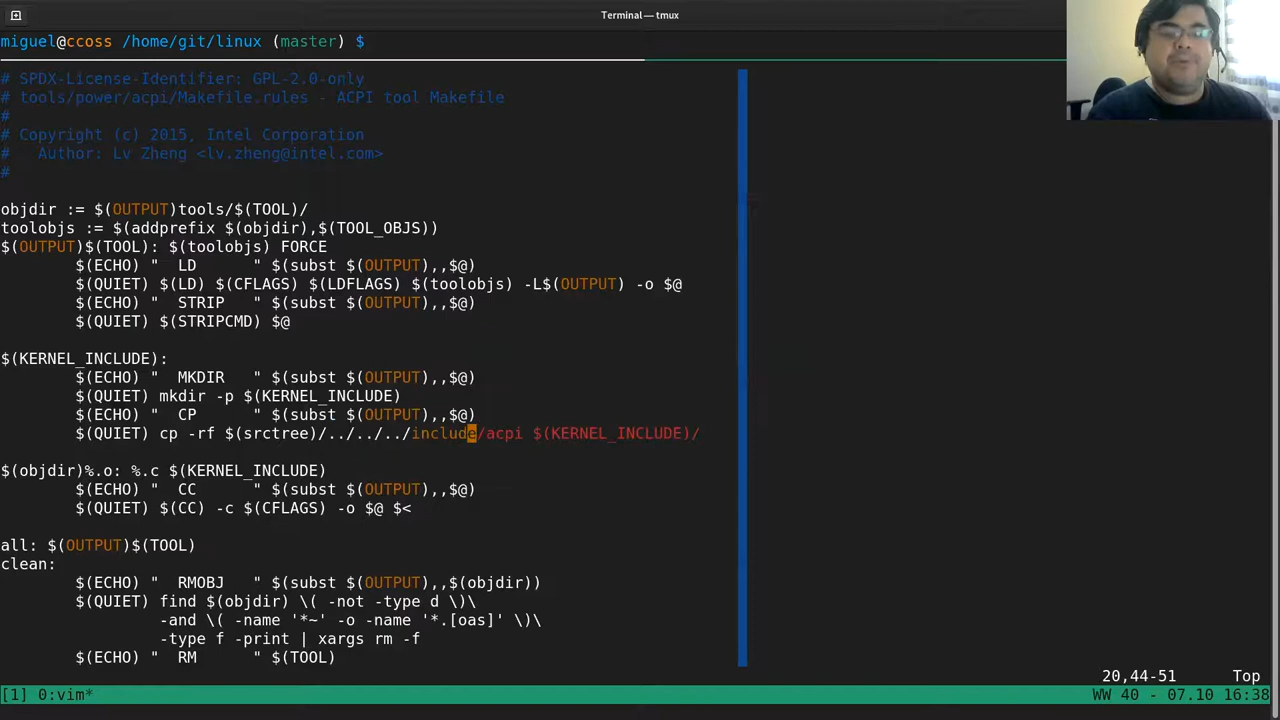 Terminal — tmux
miguel@ccoss /home/git/linux (master) $
# SPDX-License-Identifier: GPL-2.0-only
# tools/power/acpi/Makefile.rules - ACPI tool Makefile
#
# Copyright (c) 2015, Intel Corporation
#   Author: Lv Zheng <lv.zheng@intel.com>
#
objdir := $(OUTPUT)tools/$(TOOL)/
toolobjs := $(addprefix $(objdir),$(TOOL_OBJS))
$(OUTPUT)$(TOOL): $(toolobjs) FORCE
        $(ECHO) "  LD      " $(subst $(OUTPUT),,$@)
        $(QUIET) $(LD) $(CFLAGS) $(LDFLAGS) $(toolobjs) -L$(OUTPUT) -o $@
        $(ECHO) "  STRIP   " $(subst $(OUTPUT),,$@)
        $(QUIET) $(STRIPCMD) $@
$(KERNEL_INCLUDE):
        $(ECHO) "  MKDIR   " $(subst $(OUTPUT),,$@)
        $(QUIET) mkdir -p $(KERNEL_INCLUDE)
        $(ECHO) "  CP      " $(subst $(OUTPUT),,$@)
        $(QUIET) cp -rf $(srctree)/../../../include/acpi $(KERNEL_INCLUDE)/
$(objdir)%.o: %.c $(KERNEL_INCLUDE)
        $(ECHO) "  CC      " $(subst $(OUTPUT),,$@)
        $(QUIET) $(CC) -c $(CFLAGS) -o $@ $<
all: $(OUTPUT)$(TOOL)
clean:
        $(ECHO) "  RMOBJ   " $(subst $(OUTPUT),,$(objdir))
        $(QUIET) find $(objdir) \( -not -type d \)\
                 -and \( -name '*~' -o -name '*.[oas]' \)\
                 -type f -print | xargs rm -f
        $(ECHO) "  RM      " $(TOOL)
20,44-51 Top
[1] 0:vim* WW 40 - 07.10 16:38